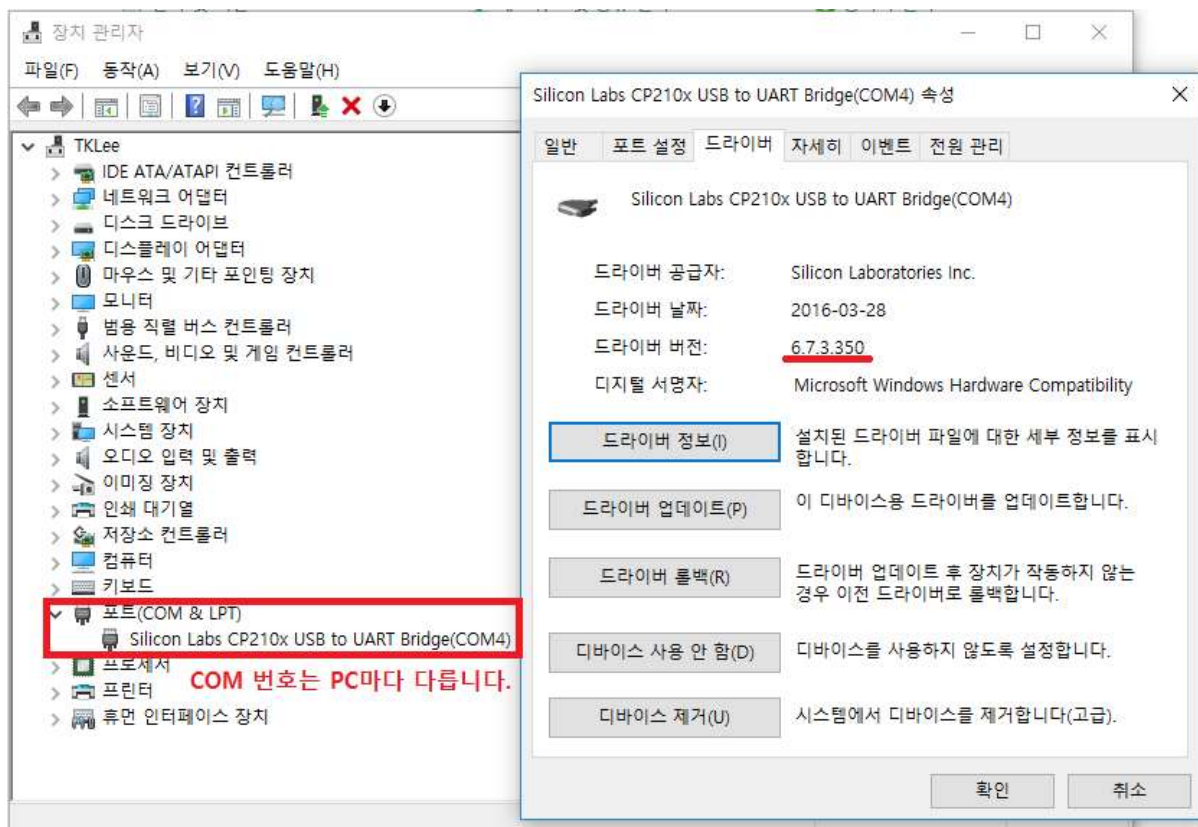 장치 관리자
파일(F) 동작(A) 보기(V) 도움말(H)
TKLee
IDE ATA/ATAPI 컨트롤러
네트워크 어댑터
디스크 드라이브
디스플레이 어댑터
마우스 및 기타 포인팅 장치
모니터
범용 직렬 버스 컨트롤러
사운드, 비디오 및 게임 컨트롤러
센서
소프트웨어 장치
시스템 장치
오디오 입력 및 출력
이미징 장치
인쇄 대기열
저장소 컨트롤러
컴퓨터
키보드
포트(COM & LPT)
Silicon Labs CP210x USB to UART Bridge(COM4)
프로세서
프린터
COM 번호는 PC마다 다릅니다.
휴먼 인터페이스 장치
Silicon Labs CP210x USB to UART Bridge(COM4) 속성
일반 포트 설정 드라이버 자세히 이벤트 전원 관리
Silicon Labs CP210x USB to UART Bridge(COM4)
드라이버 공급자: Silicon Laboratories Inc.
드라이버 날짜: 2016-03-28
드라이버 버전: 6.7.3.350
디지털 서명자: Microsoft Windows Hardware Compatibility
드라이버 정보(I) 설치된 드라이버 파일에 대한 세부 정보를 표시
합니다.
드라이버 업데이트(P) 이 디바이스용 드라이버를 업데이트합니다.
드라이버 롤백(R) 드라이버 업데이트 후 장치가 작동하지 않는
경우 이전 드라이버로 롤백합니다.
디바이스 사용 안 함(D) 디바이스를 사용하지 않도록 설정합니다.
디바이스 제거(U) 시스템에서 디바이스를 제거합니다(고급).
확인 취소